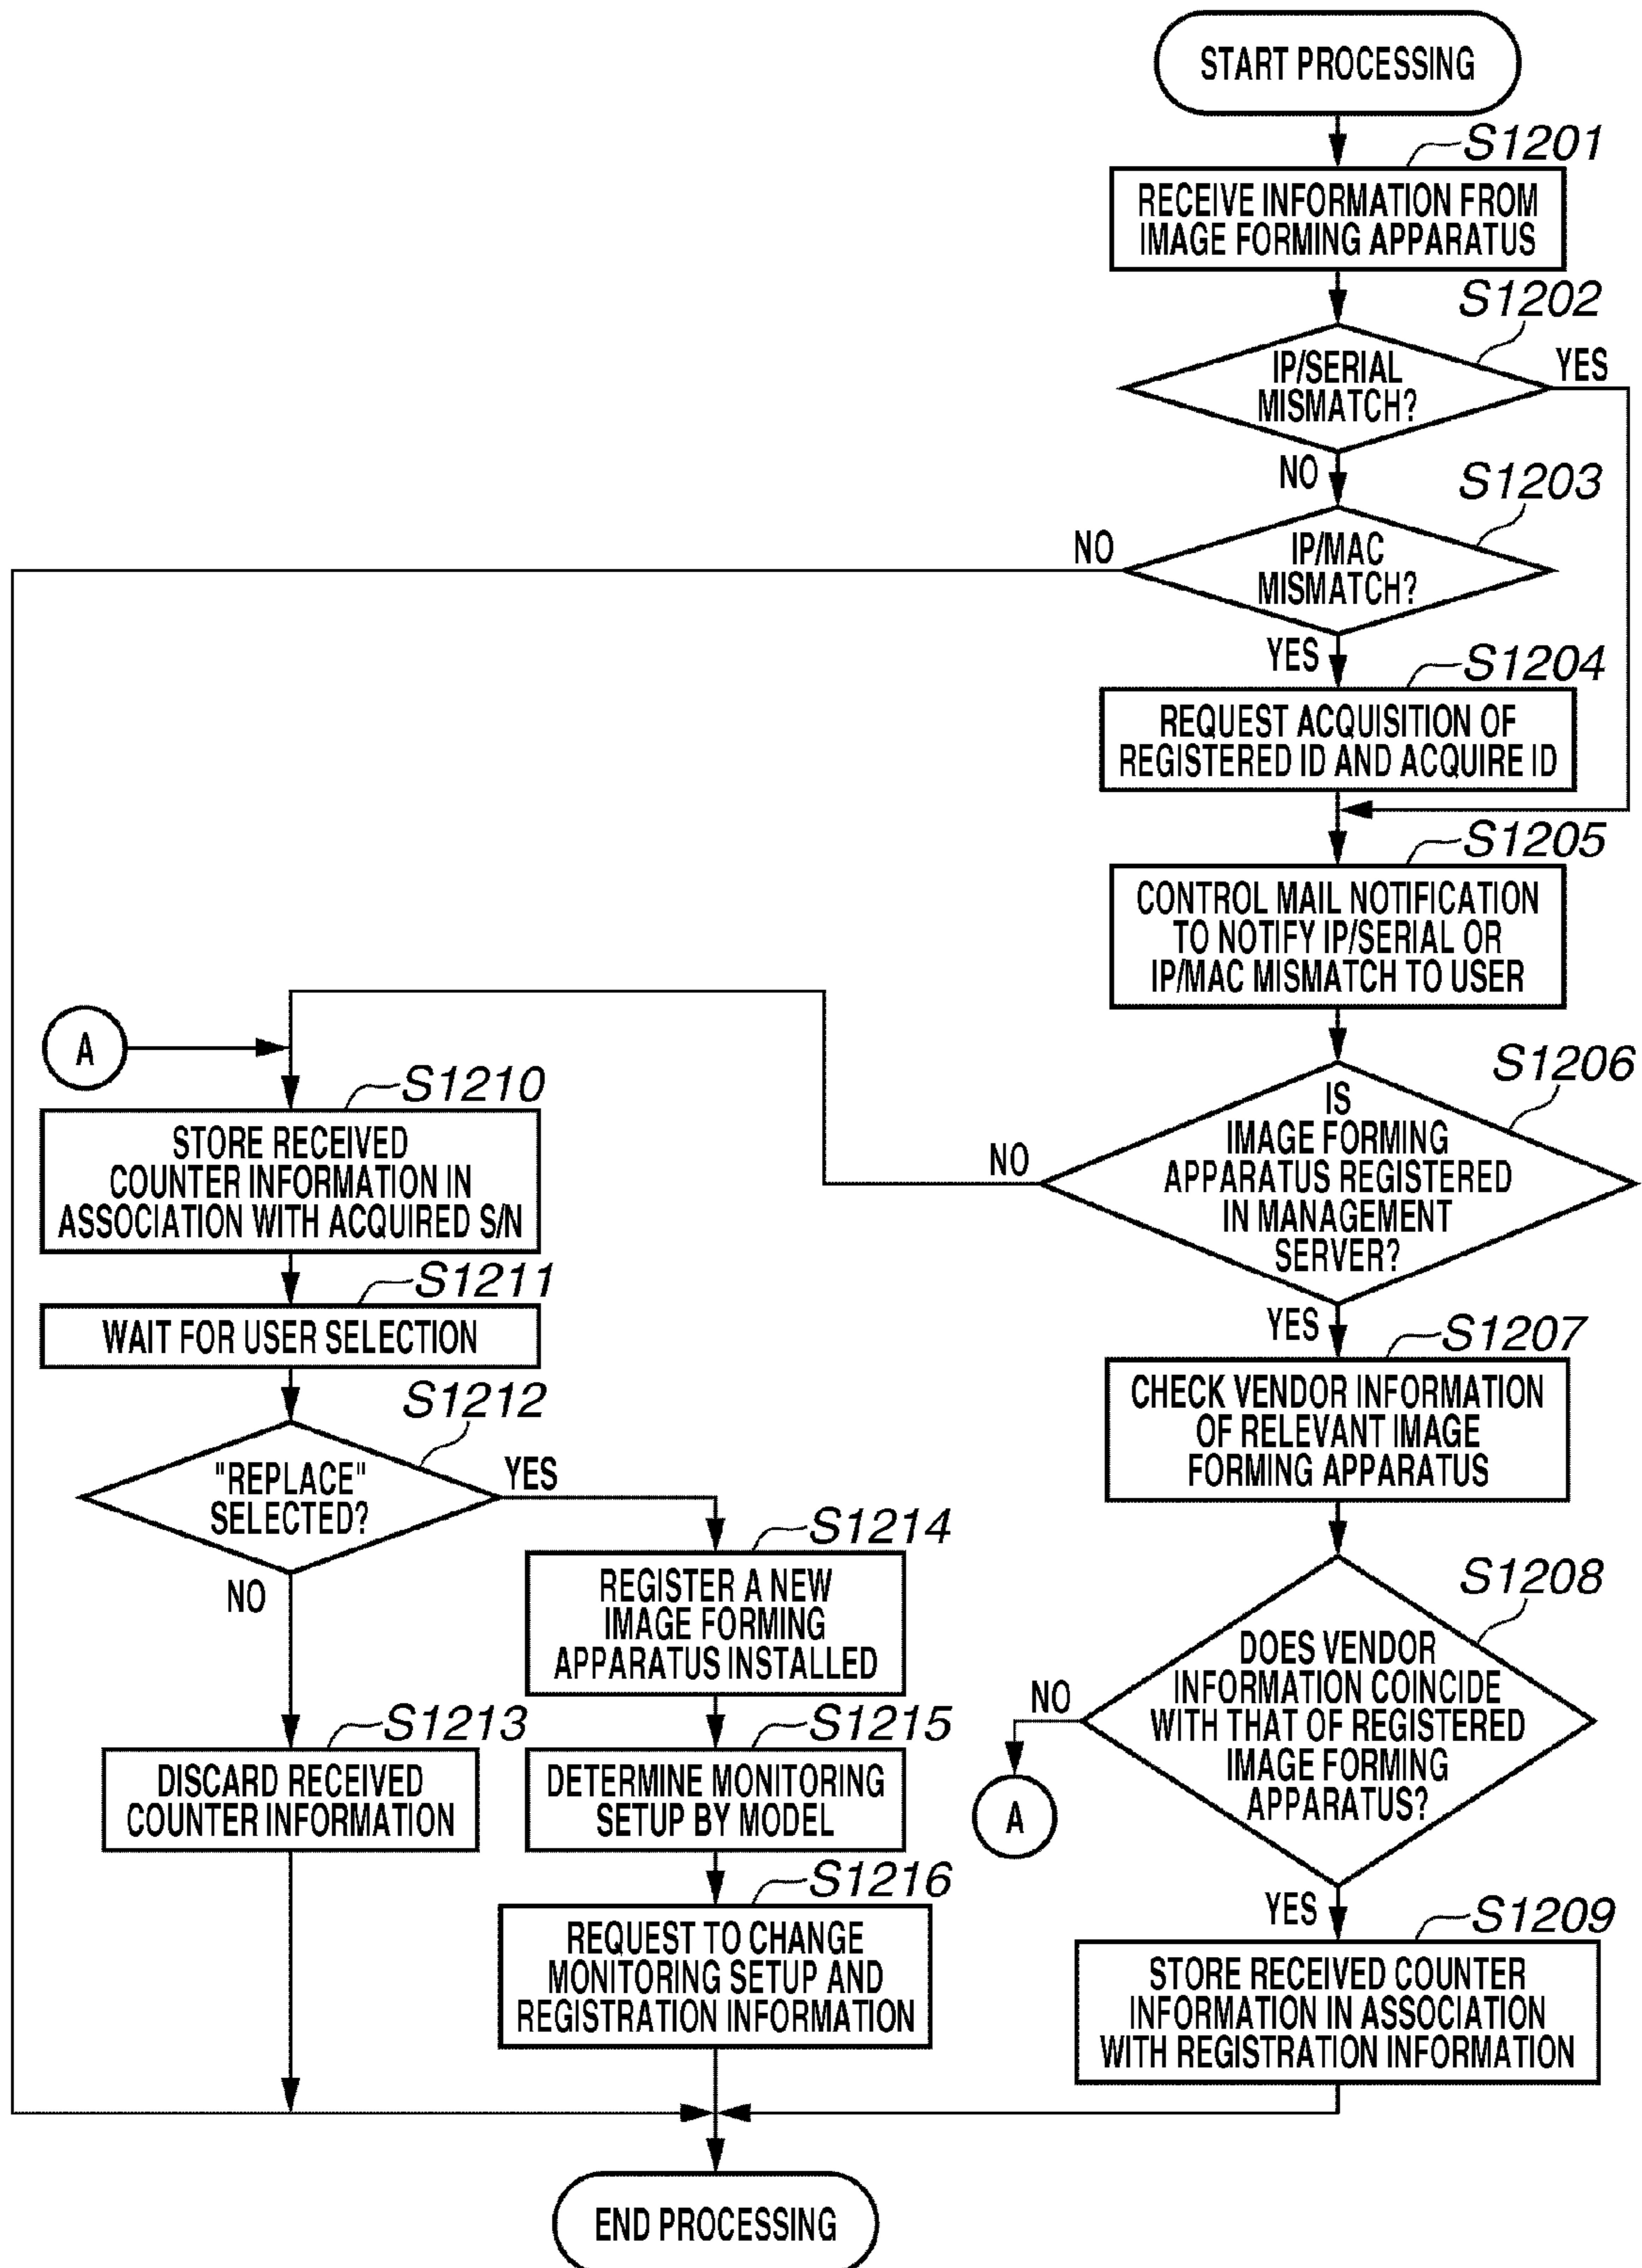 START PROCESSING
S1201
RECEIVE INFORMATION FROM
IMAGE FORMING APPARATUS
S1202
IP/SERIAL
MISMATCH?
YES
NO
S1203
IP/MAC
MISMATCH?
NO
YES
S1204
REQUEST ACQUISITION OF
REGISTERED ID AND ACQUIRE ID
S1205
CONTROL MAIL NOTIFICATION
TO NOTIFY IP/SERIAL OR
IP/MAC MISMATCH TO USER
S1206
IS
IMAGE FORMING
APPARATUS REGISTERED
IN MANAGEMENT
SERVER?
NO
YES
S1207
CHECK VENDOR INFORMATION
OF RELEVANT IMAGE
FORMING APPARATUS
S1208
DOES VENDOR
INFORMATION COINCIDE
WITH THAT OF REGISTERED
IMAGE FORMING
APPARATUS?
NO
A
YES
S1209
STORE RECEIVED COUNTER
INFORMATION IN ASSOCIATION
WITH REGISTRATION INFORMATION
A
S1210
STORE RECEIVED
COUNTER INFORMATION IN
ASSOCIATION WITH ACQUIRED S/N
S1211
WAIT FOR USER SELECTION
S1212
"REPLACE"
SELECTED?
YES
NO
S1213
DISCARD RECEIVED
COUNTER INFORMATION
S1214
REGISTER A NEW
IMAGE FORMING
APPARATUS INSTALLED
S1215
DETERMINE MONITORING
SETUP BY MODEL
S1216
REQUEST TO CHANGE
MONITORING SETUP AND
REGISTRATION INFORMATION
END PROCESSING